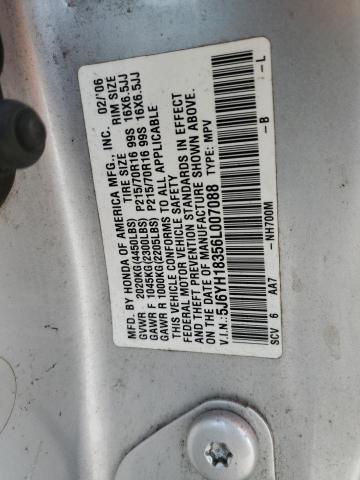 MFD. BY HONDA OF AMERICA MFG., INC. 02/'06
TIRE SIZE RIM SIZE
GVWR 2020KG(4450LBS)
GAWR F 1045KG(2300LBS) P215/70R16 99S 16X6.5JJ
GAWR R 1000KG(2205LBS) P215/70R16 99S 16X6.5JJ
THIS VEHICLE CONFORMS TO ALL APPLICABLE
FEDERAL MOTOR VEHICLE SAFETY
AND THEFT PREVENTION STANDARDS IN EFFECT
ON THE DATE OF MANUFACTURE SHOWN ABOVE.
V.I.N.: 5J6YH18356L007088 TYPE: MPV
SCV 6 AA7 -NH700M -B -L